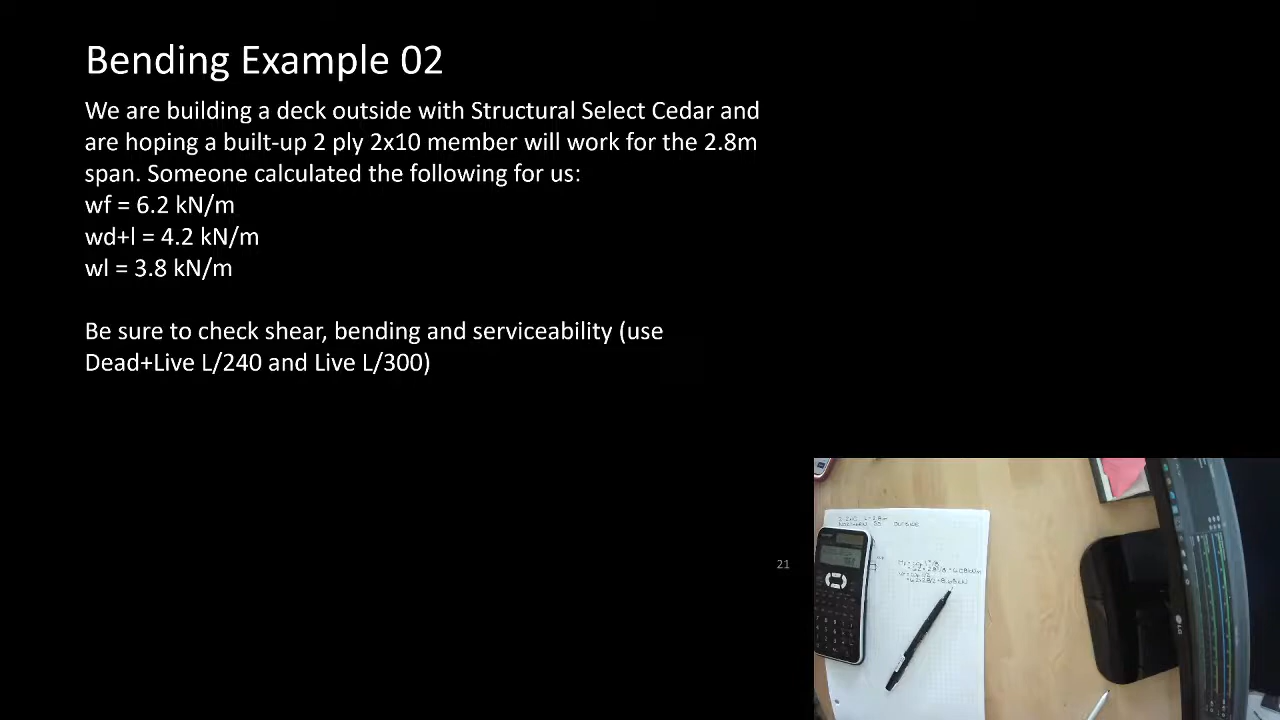 Bending Example 02
We are building a deck outside with Structural Select Cedar and
are hoping a built-up 2 ply 2x10 member will work for the 2.8m
span. Someone calculated the following for us:
wf = 6.2 kN/m
wd+l = 4.2 kN/m
wl = 3.8 kN/m
Be sure to check shear, bending and serviceability (use
Dead+Live L/240 and Live L/300)
21
OUTSIDE
LG